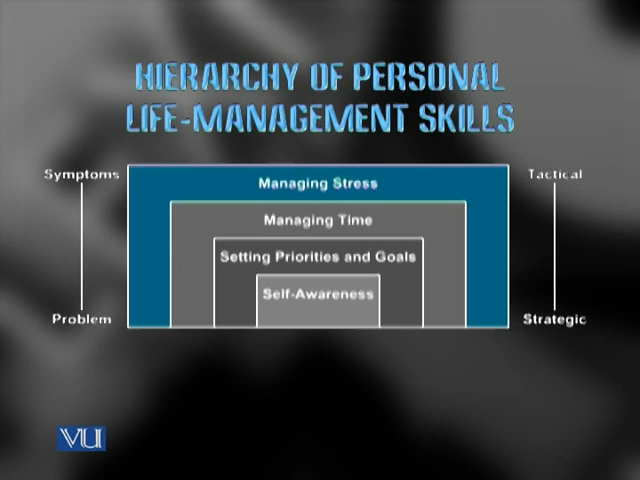 HIERARCHY OF PERSONAL
LIFE-MANAGEMENT SKILLS
Symptoms
Tactical
Managing Stress
Managing Time
Setting Priorities and Goals
Self-Awareness
Problem
Strategic
VU